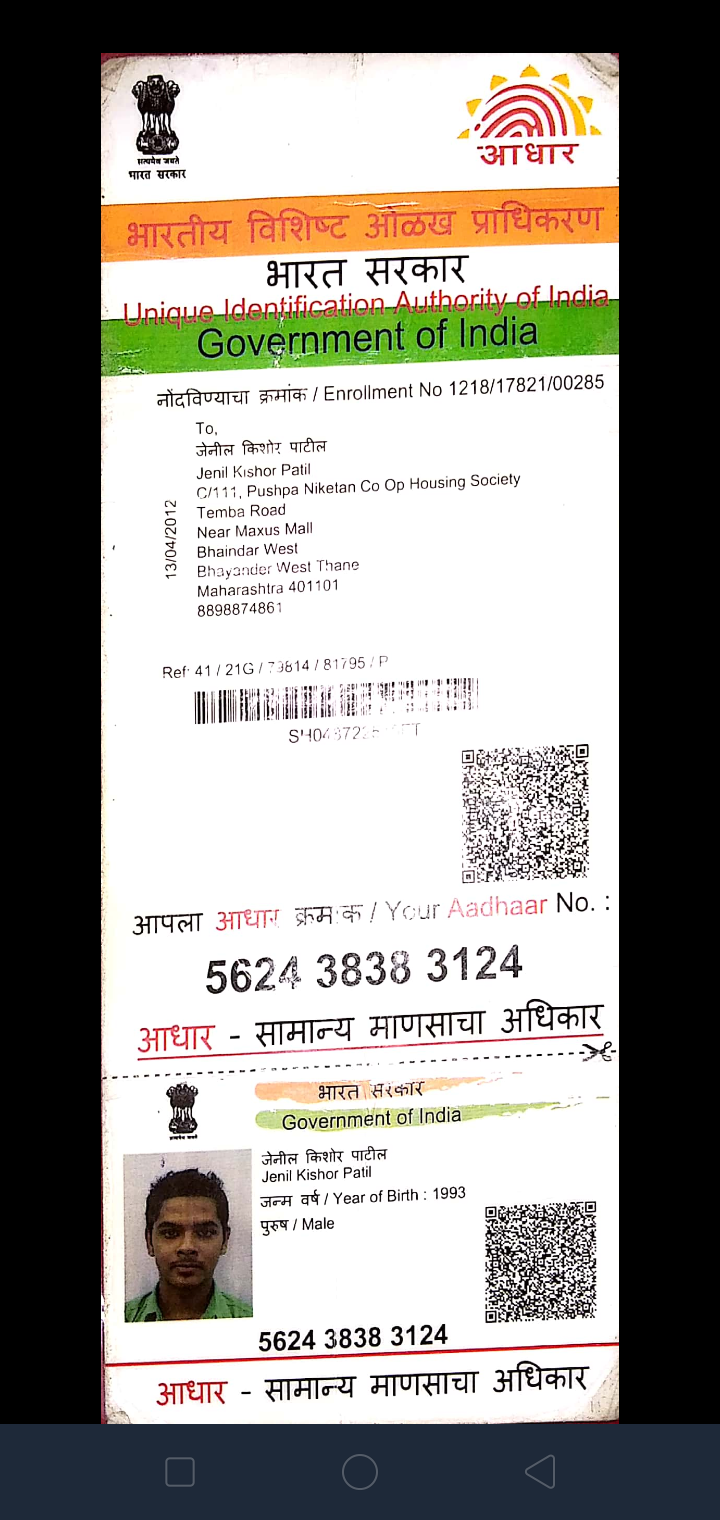 सत्यमेव जयते
भारत सरकार
आधार
भारतीय विशिष्ट ओळख प्राधिकरण
भारत सरकार
Unique Identification Authority of India
Government of India
नोंदविण्याचा क्रमांक / Enrollment No 1218/17821/00285
To,
जेनील किशोर पाटील
Jenil Kishor Patil
C/111, Pushpa Niketan Co Op Housing Society
Temba Road
Near Maxus Mall
Bhaindar West
Bhayander West Thane
Maharashtra 401101
8898874861
13/04/2012
Ref: 41 / 21G / / 81795 / P
आपला आधार क्रमांक / Your Aadhaar No. :
5624 3838 3124
आधार - सामान्य माणसाचा अधिकार
भारत सरकार
Government of India
जेनील किशोर पाटील
Jenil Kishor Patil
जन्म वर्ष / Year of Birth : 1993
पुरुष / Male
5624 3838 3124
आधार - सामान्य माणसाचा अधिकार